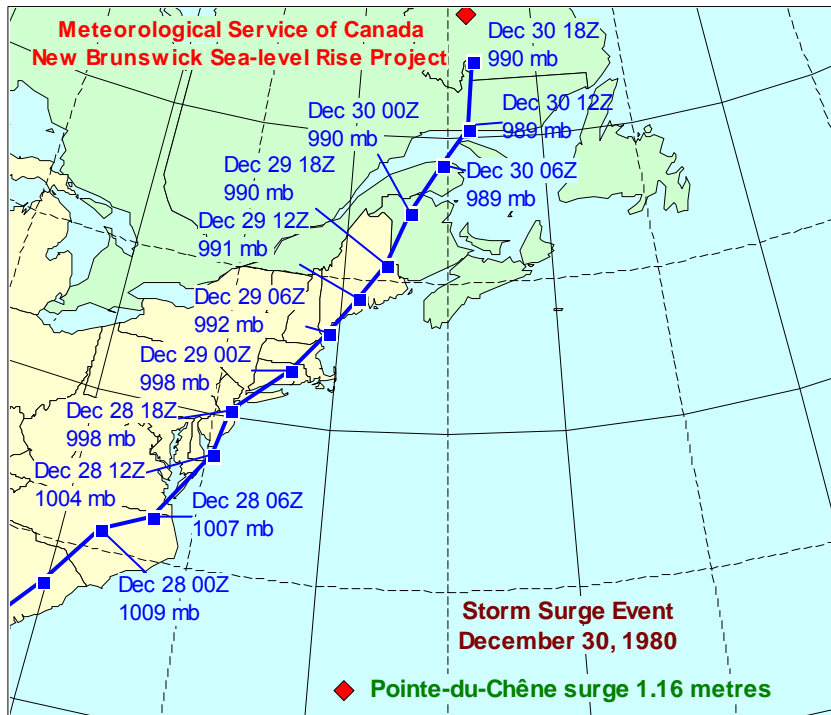 Meteorological Service of Canada
New Brunswick Sea-level Rise Project
Dec 30 18Z
990 mb
Dec 30 00Z
990 mb
Dec 30 12Z
989 mb
Dec 29 18Z
990 mb
Dec 30 06Z
989 mb
Dec 29 12Z
991 mb
Dec 29 06Z
992 mb
Dec 29 00Z
998 mb
Dec 28 18Z
998 mb
Dec 28 12Z
1004 mb
Dec 28 06Z
1007 mb
Dec 28 00Z
1009 mb
Storm Surge Event
December 30, 1980
Pointe-du-Chêne surge 1.16 metres